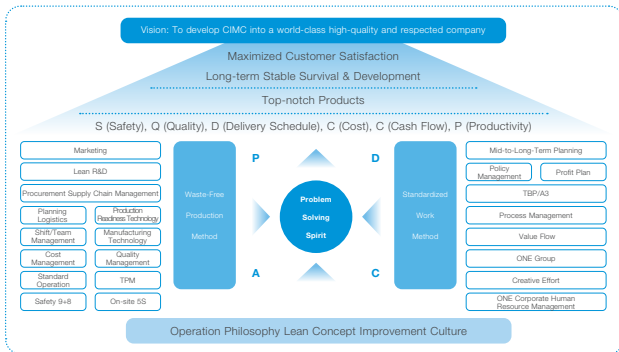 Vision: To develop CIMC into a world-class high-quality and respected company
Maximized Customer Satisfaction
Long-term Stable Survival & Development
Top-notch Products
S (Safety), Q (Quality), D (Delivery Schedule), C (Cost), C (Cash Flow), P (Productivity)
Marketing
Lean R&D
Procurement Supply Chain Management
Planning
Logistics
Production
Readiness Technology
Shift/Team
Management
Manufacturing
Technology
Cost
Management
Quality
Management
Standard
Operation
TPM
Safety 9+8
On-site 5S
Waste-Free
Production
Method
P
D
Problem
Solving
Spirit
A
C
Standardized
Work
Method
Mid-to-Long-Term Planning
Policy
Management
Profit Plan
TBP/A3
Process Management
Value Flow
ONE Group
Creative Effort
ONE Corporate Human
Resource Management
Operation Philosophy Lean Concept Improvement Culture